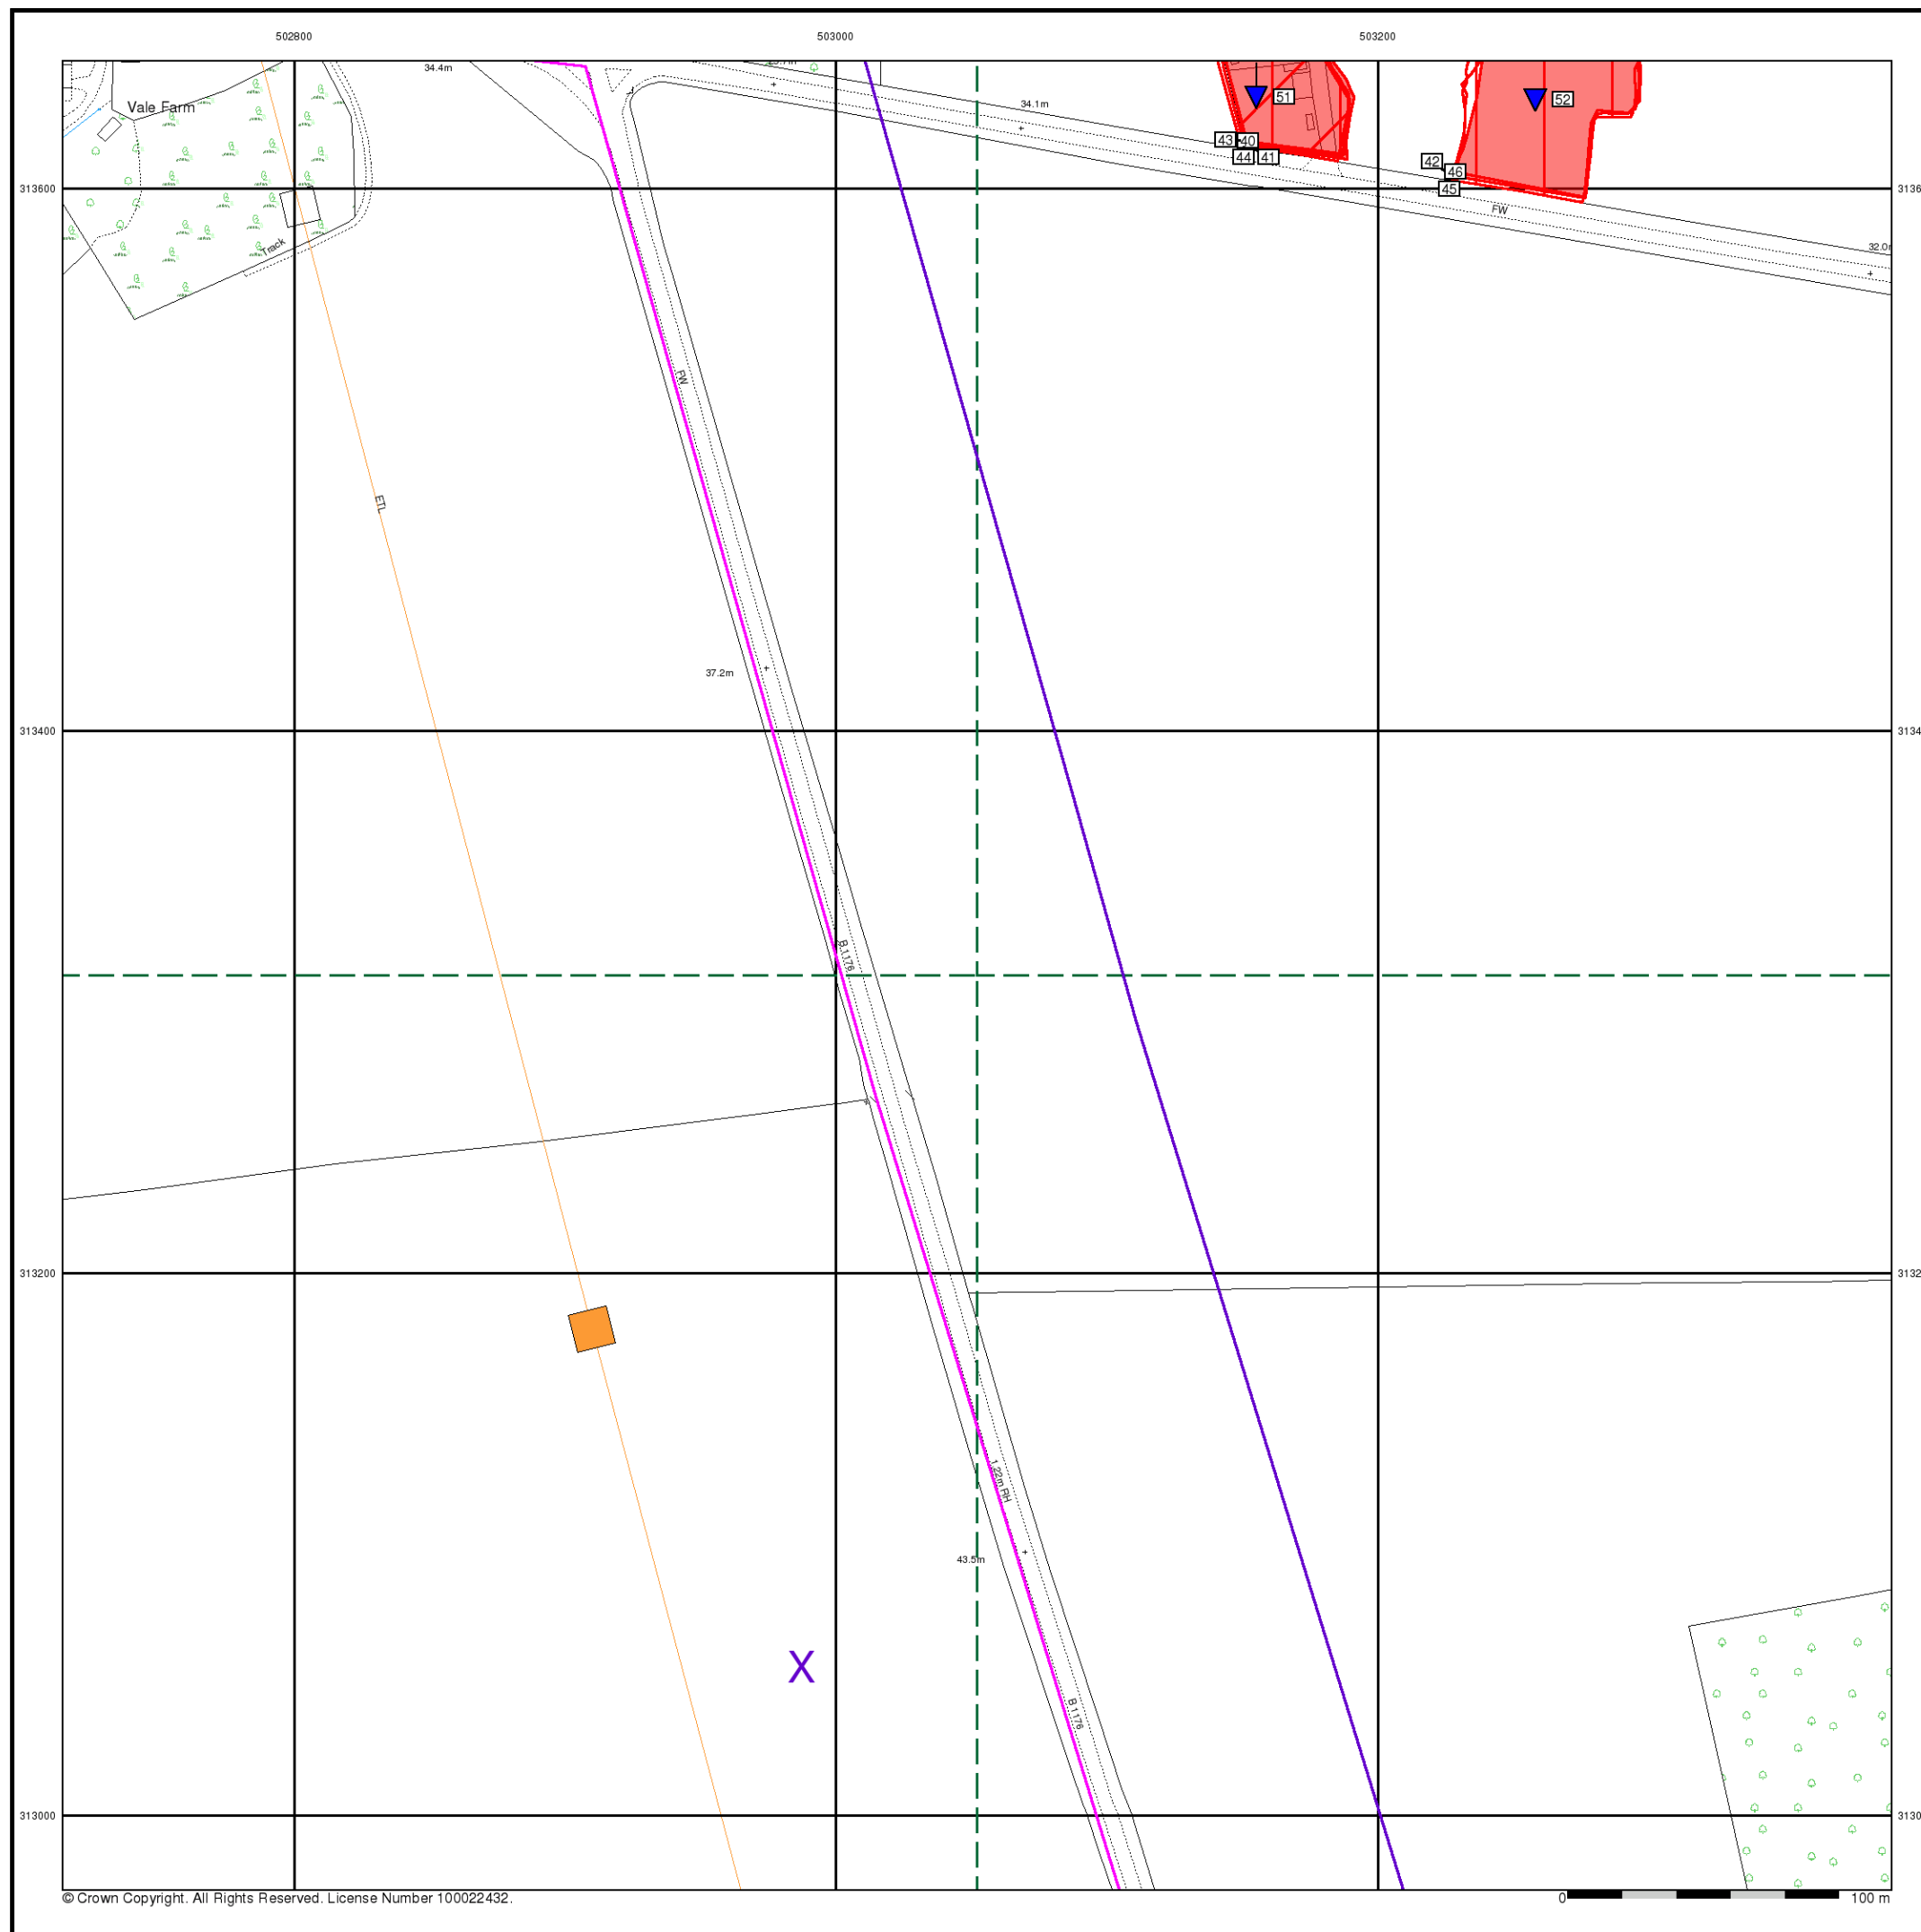 502800
503000
503200
34.4m
34.1m
Vale Farm
51
52
43
40
44
41
42
46
45
313600
FW
Track
FW
ETL
37.2m
313400
B 1176
313200
1.22m RH
43.5m
X
B 1176
313000
© Crown Copyright. All Rights Reserved. License Number 100022432.
0
100 m